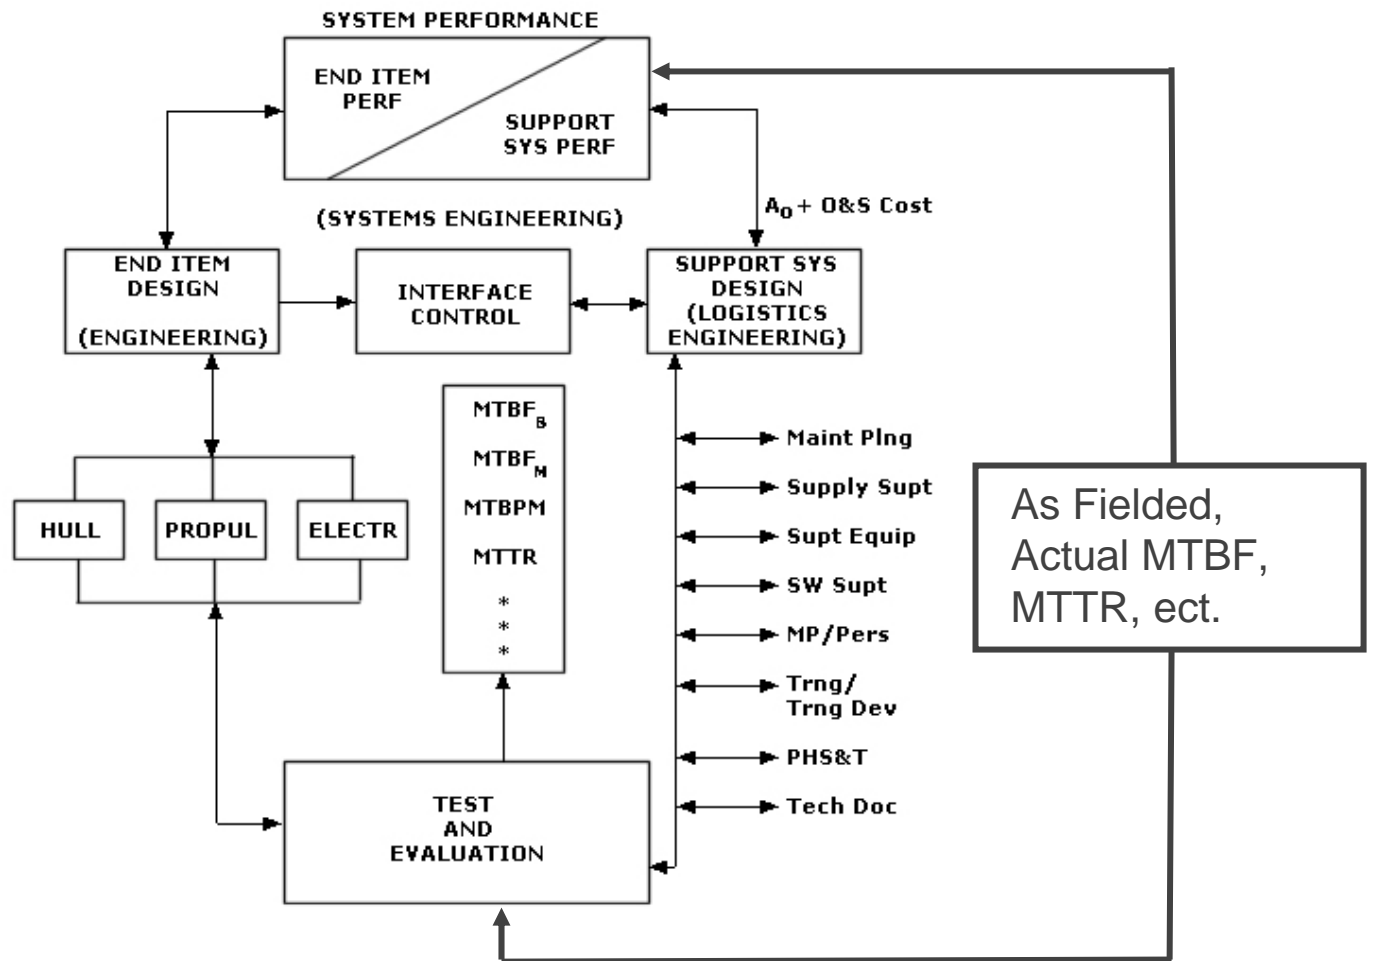 SYSTEM PERFORMANCE
END ITEM
PERF
SUPPORT
SYS PERF
A₀ + O&S Cost
(SYSTEMS ENGINEERING)
END ITEM
DESIGN
(ENGINEERING)
INTERFACE
CONTROL
SUPPORT SYS
DESIGN
(LOGISTICS
ENGINEERING)
MTBF_B
MTBF_M
MTBPM
MTTR
*
*
*
HULL
PROPUL
ELECTR
Maint Plng
Supply Supt
Supt Equip
SW Supt
MP/Pers
Trng/
Trng Dev
PHS&T
Tech Doc
As Fielded,
Actual MTBF,
MTTR, ect.
TEST
AND
EVALUATION